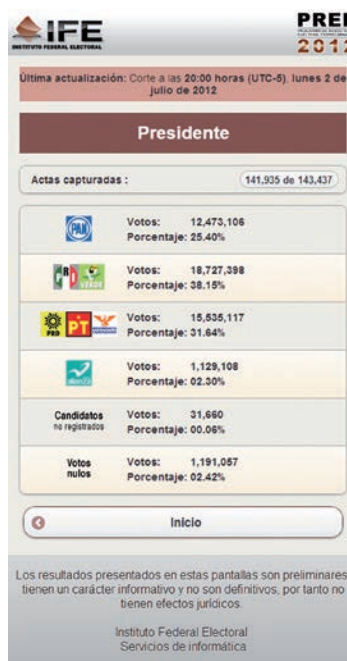 IFE
INSTITUTO FEDERAL ELECTORAL
PREP
2012
Última actualización: Corte a las 20:00 horas (UTC-5), lunes 2 de
julio de 2012
Presidente
Actas capturadas :
141,935 de 143,437
PAN
Votos: 12,473,106
Porcentaje: 25.40%
PRI VERDE
Votos: 18,727,398
Porcentaje: 38.15%
PRD PT
Votos: 15,535,117
Porcentaje: 31.64%
Votos: 1,129,108
Porcentaje: 02.30%
Candidatos
no registrados
Votos: 31,660
Porcentaje: 00.06%
Votos
nulos
Votos: 1,191,057
Porcentaje: 02.42%
Inicio
Los resultados presentados en estas pantallas son preliminares
tienen un carácter informativo y no son definitivos, por tanto no
tienen efectos jurídicos.
Instituto Federal Electoral
Servicios de informática